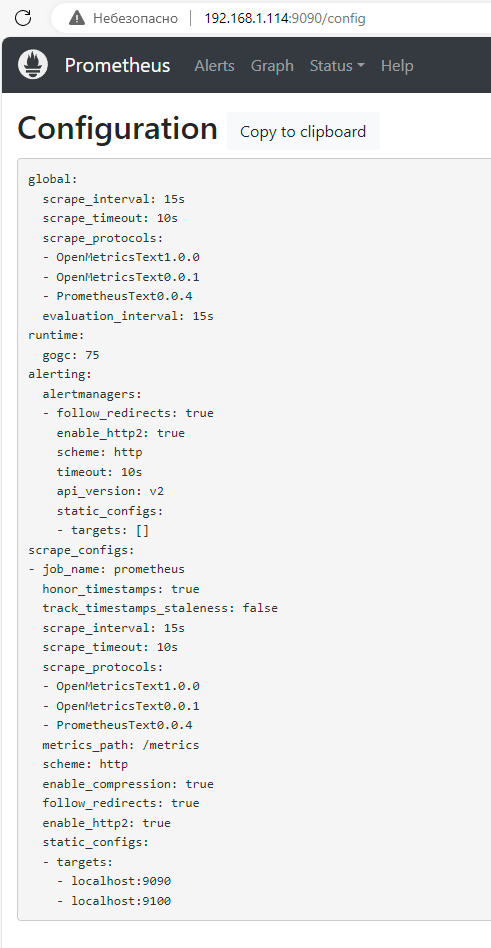 Небезопасно 192.168.1.114:9090/config
Prometheus Alerts Graph Status Help
Configuration Copy to clipboard
global:
  scrape_interval: 15s
  scrape_timeout: 10s
  scrape_protocols:
  - OpenMetricsText1.0.0
  - OpenMetricsText0.0.1
  - PrometheusText0.0.4
  evaluation_interval: 15s
runtime:
  gogc: 75
alerting:
  alertmanagers:
  - follow_redirects: true
    enable_http2: true
    scheme: http
    timeout: 10s
    api_version: v2
    static_configs:
    - targets: []
scrape_configs:
- job_name: prometheus
  honor_timestamps: true
  track_timestamps_staleness: false
  scrape_interval: 15s
  scrape_timeout: 10s
  scrape_protocols:
  - OpenMetricsText1.0.0
  - OpenMetricsText0.0.1
  - PrometheusText0.0.4
  metrics_path: /metrics
  scheme: http
  enable_compression: true
  follow_redirects: true
  enable_http2: true
  static_configs:
  - targets:
    - localhost:9090
    - localhost:9100